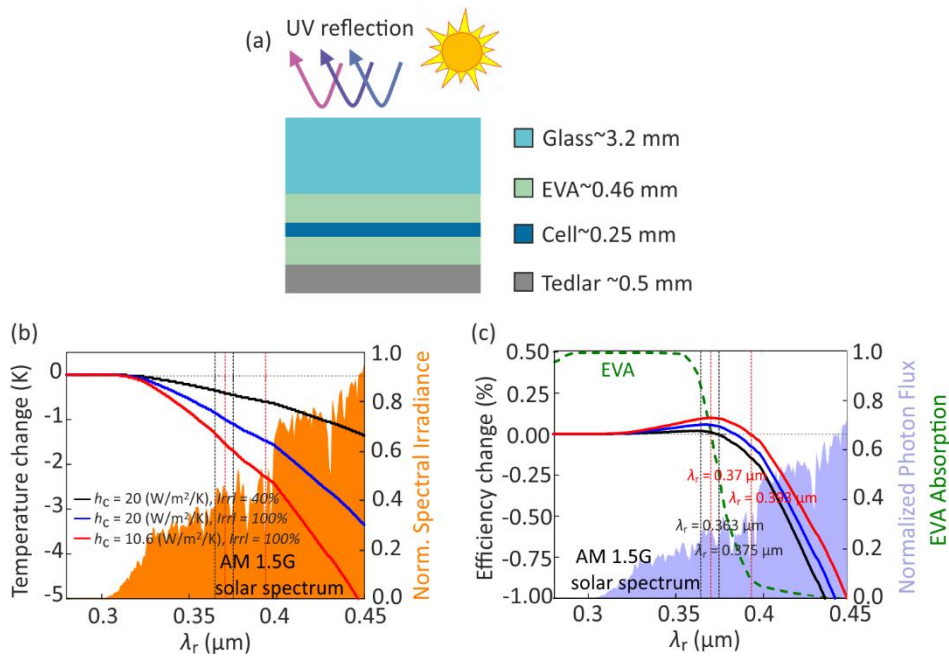 (a)
UV reflection
Glass~3.2 mm
EVA~0.46 mm
Cell~0.25 mm
Tedlar ~0.5 mm
(b)
Temperature change (K)
0
-1
-2
-3
-4
-5
0.3
0.35
0.4
0.45
λr (μm)
1.0
0.8
0.6
0.4
0.2
0.0
Norm. Spectral Irradiance
hc = 20 (W/m²/K), Irrl = 40%
hc = 20 (W/m²/K), Irrl = 100%
hc = 10.6 (W/m²/K), Irrl = 100%
AM 1.5G
solar spectrum
(c)
Efficiency change (%)
0.50
0.25
0.00
-0.25
-0.50
-0.75
-1.00
0.3
0.35
0.4
0.45
λr (μm)
1.0
0.8
0.6
0.4
0.2
0.0
Normalized Photon Flux
EVA Absorption
EVA
λr = 0.37 μm
λr = 0.393 μm
λr = 0.363 μm
λr = 0.375 μm
AM 1.5G
solar spectrum